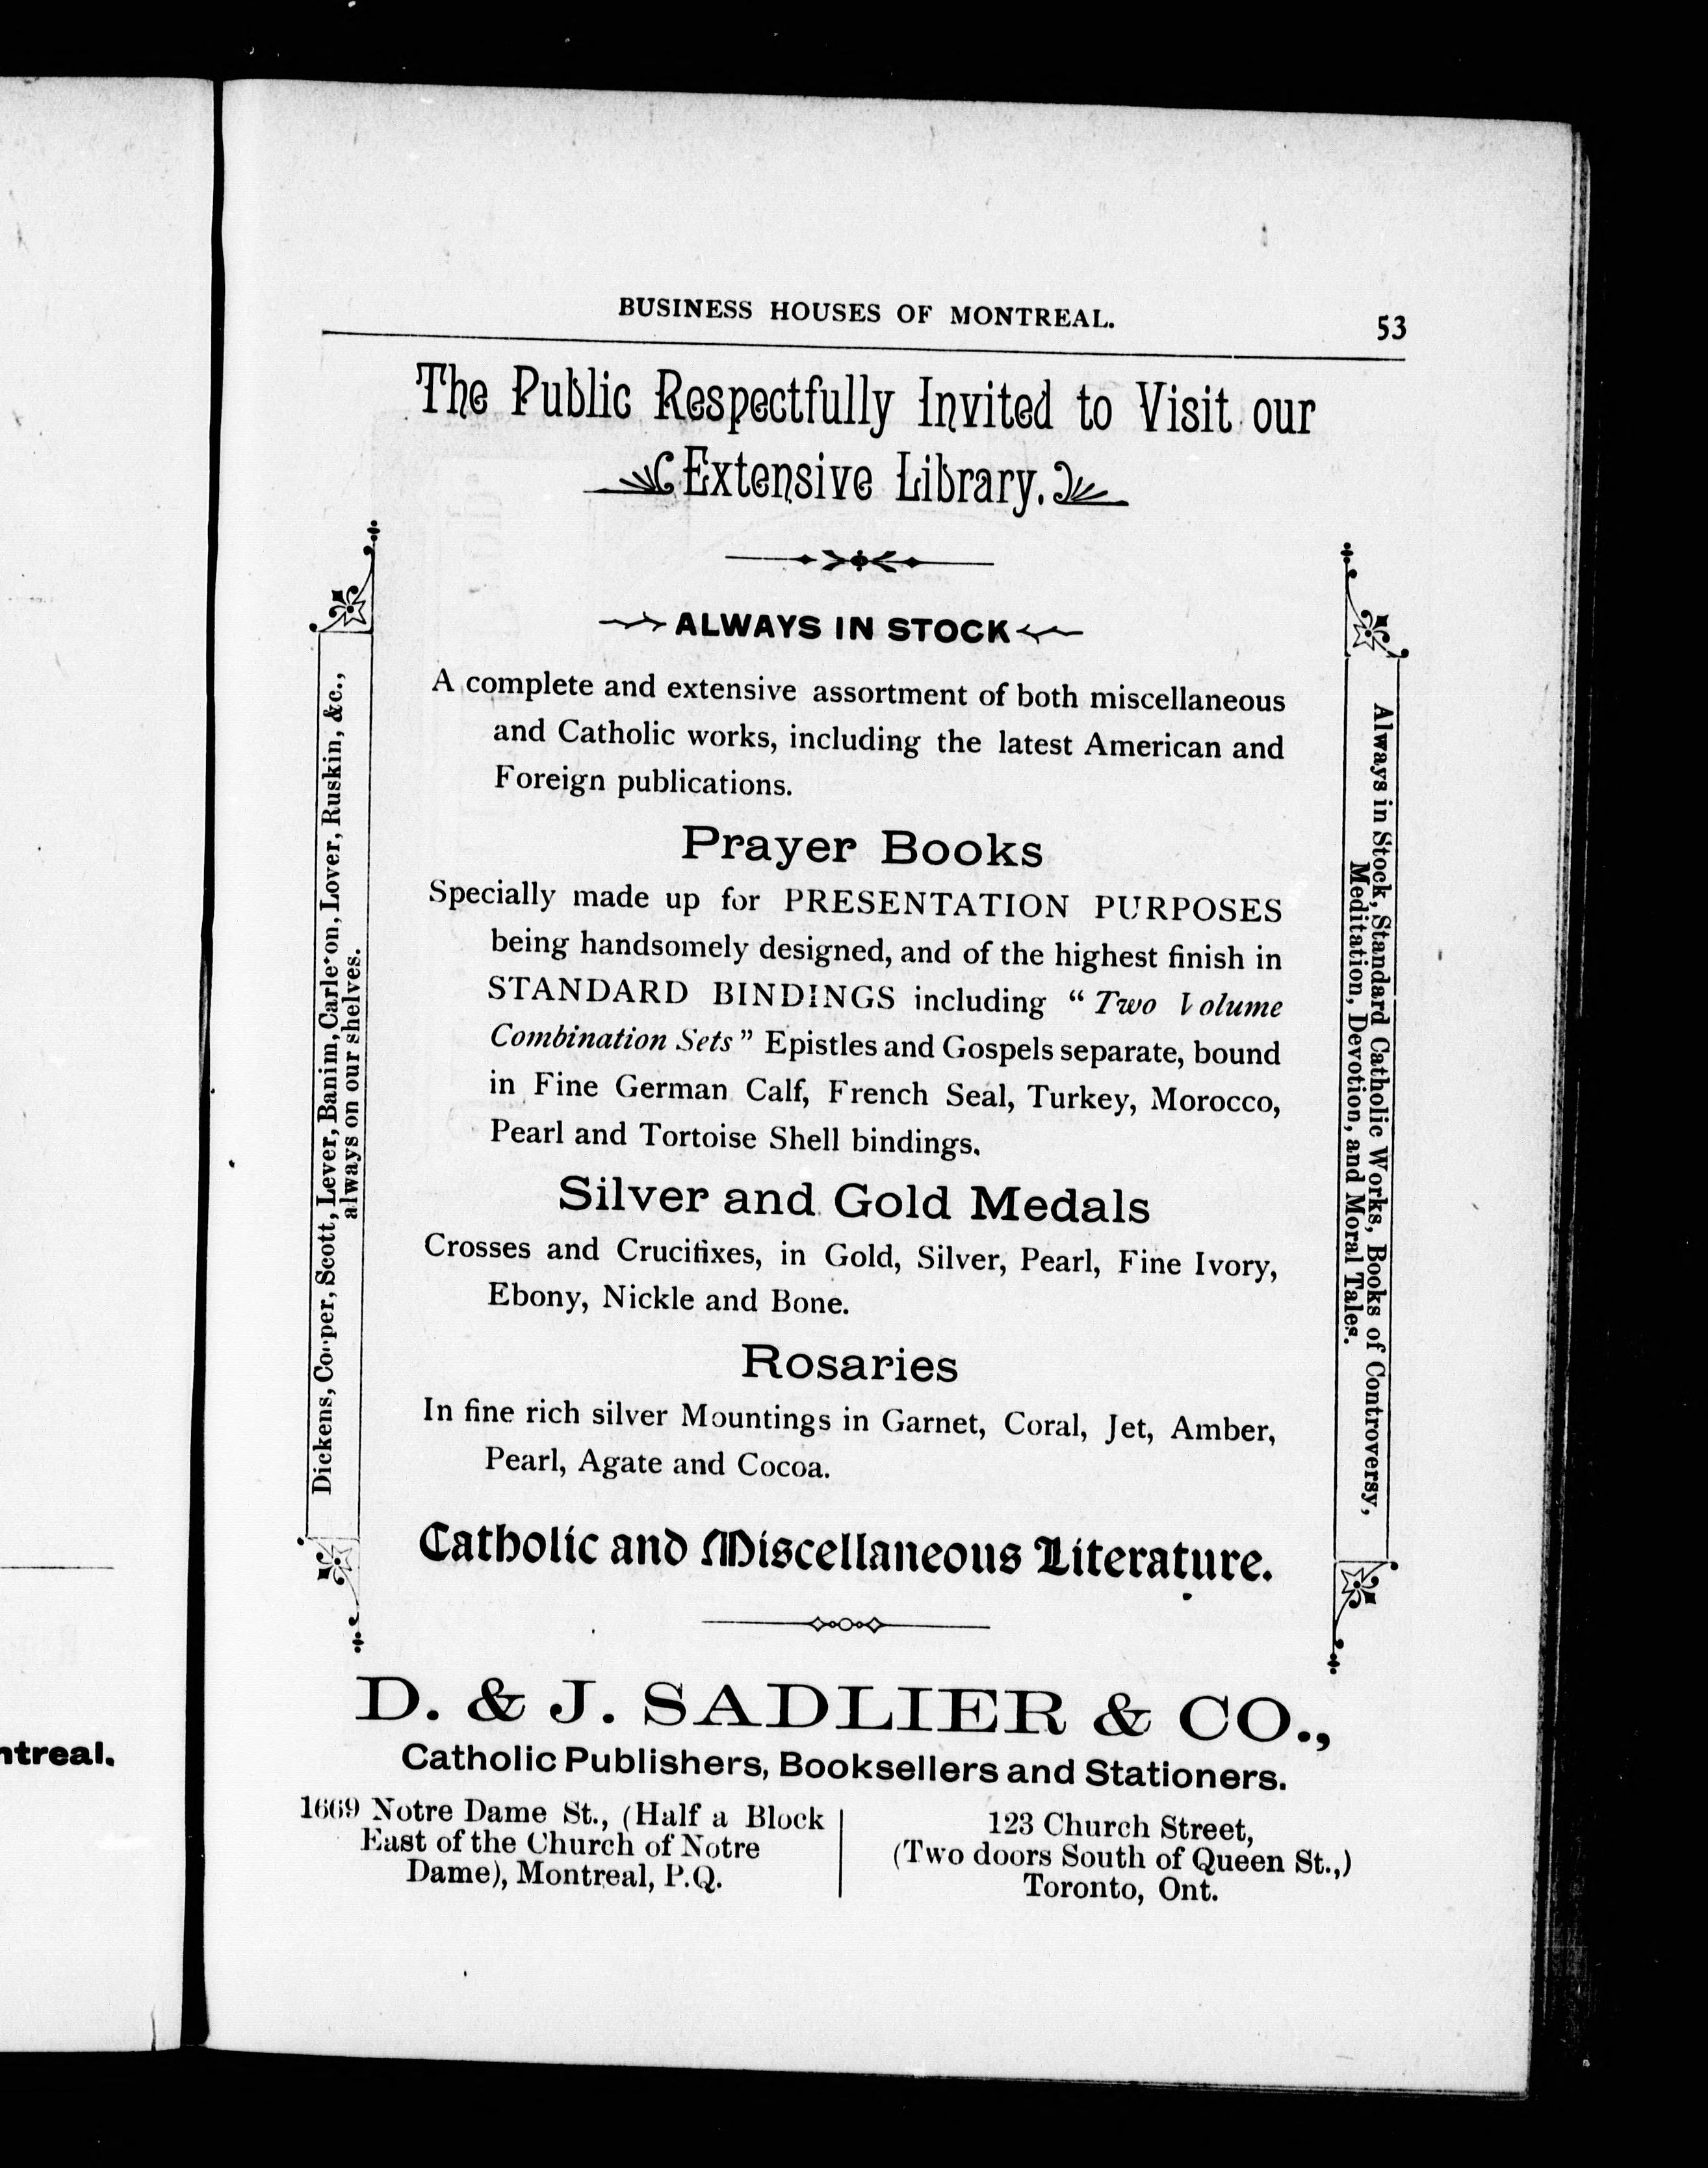 BUSINESS HOUSES OF MONTREAL.
53
The Public Respectfully Invited to Visit our
Extensive Library.
ALWAYS IN STOCK
A complete and extensive assortment of both miscellaneous
and Catholic works, including the latest American and
Foreign publications.
Prayer Books
Specially made up for PRESENTATION PURPOSES
being handsomely designed, and of the highest finish in
STANDARD BINDINGS including "Two Volume
Combination Sets" Epistles and Gospels separate, bound
in Fine German Calf, French Seal, Turkey, Morocco,
Pearl and Tortoise Shell bindings.
Silver and Gold Medals
Crosses and Crucifixes, in Gold, Silver, Pearl, Fine Ivory,
Ebony, Nickle and Bone.
Rosaries
In fine rich silver Mountings in Garnet, Coral, Jet, Amber,
Pearl, Agate and Cocoa.
Catholic and Miscellaneous Literature.
Dickens, Cooper, Scott, Lever, Banim, Carleton, Lover, Ruskin, &c.,
always on our shelves.
Always in Stock, Standard Catholic Works, Books of Controversy,
Meditation, Devotion, and Moral Tales.
D. & J. SADLIER & CO.,
Catholic Publishers, Booksellers and Stationers.
1669 Notre Dame St., (Half a Block
East of the Church of Notre
Dame), Montreal, P.Q.
123 Church Street,
(Two doors South of Queen St.,)
Toronto, Ont.
ntreal.